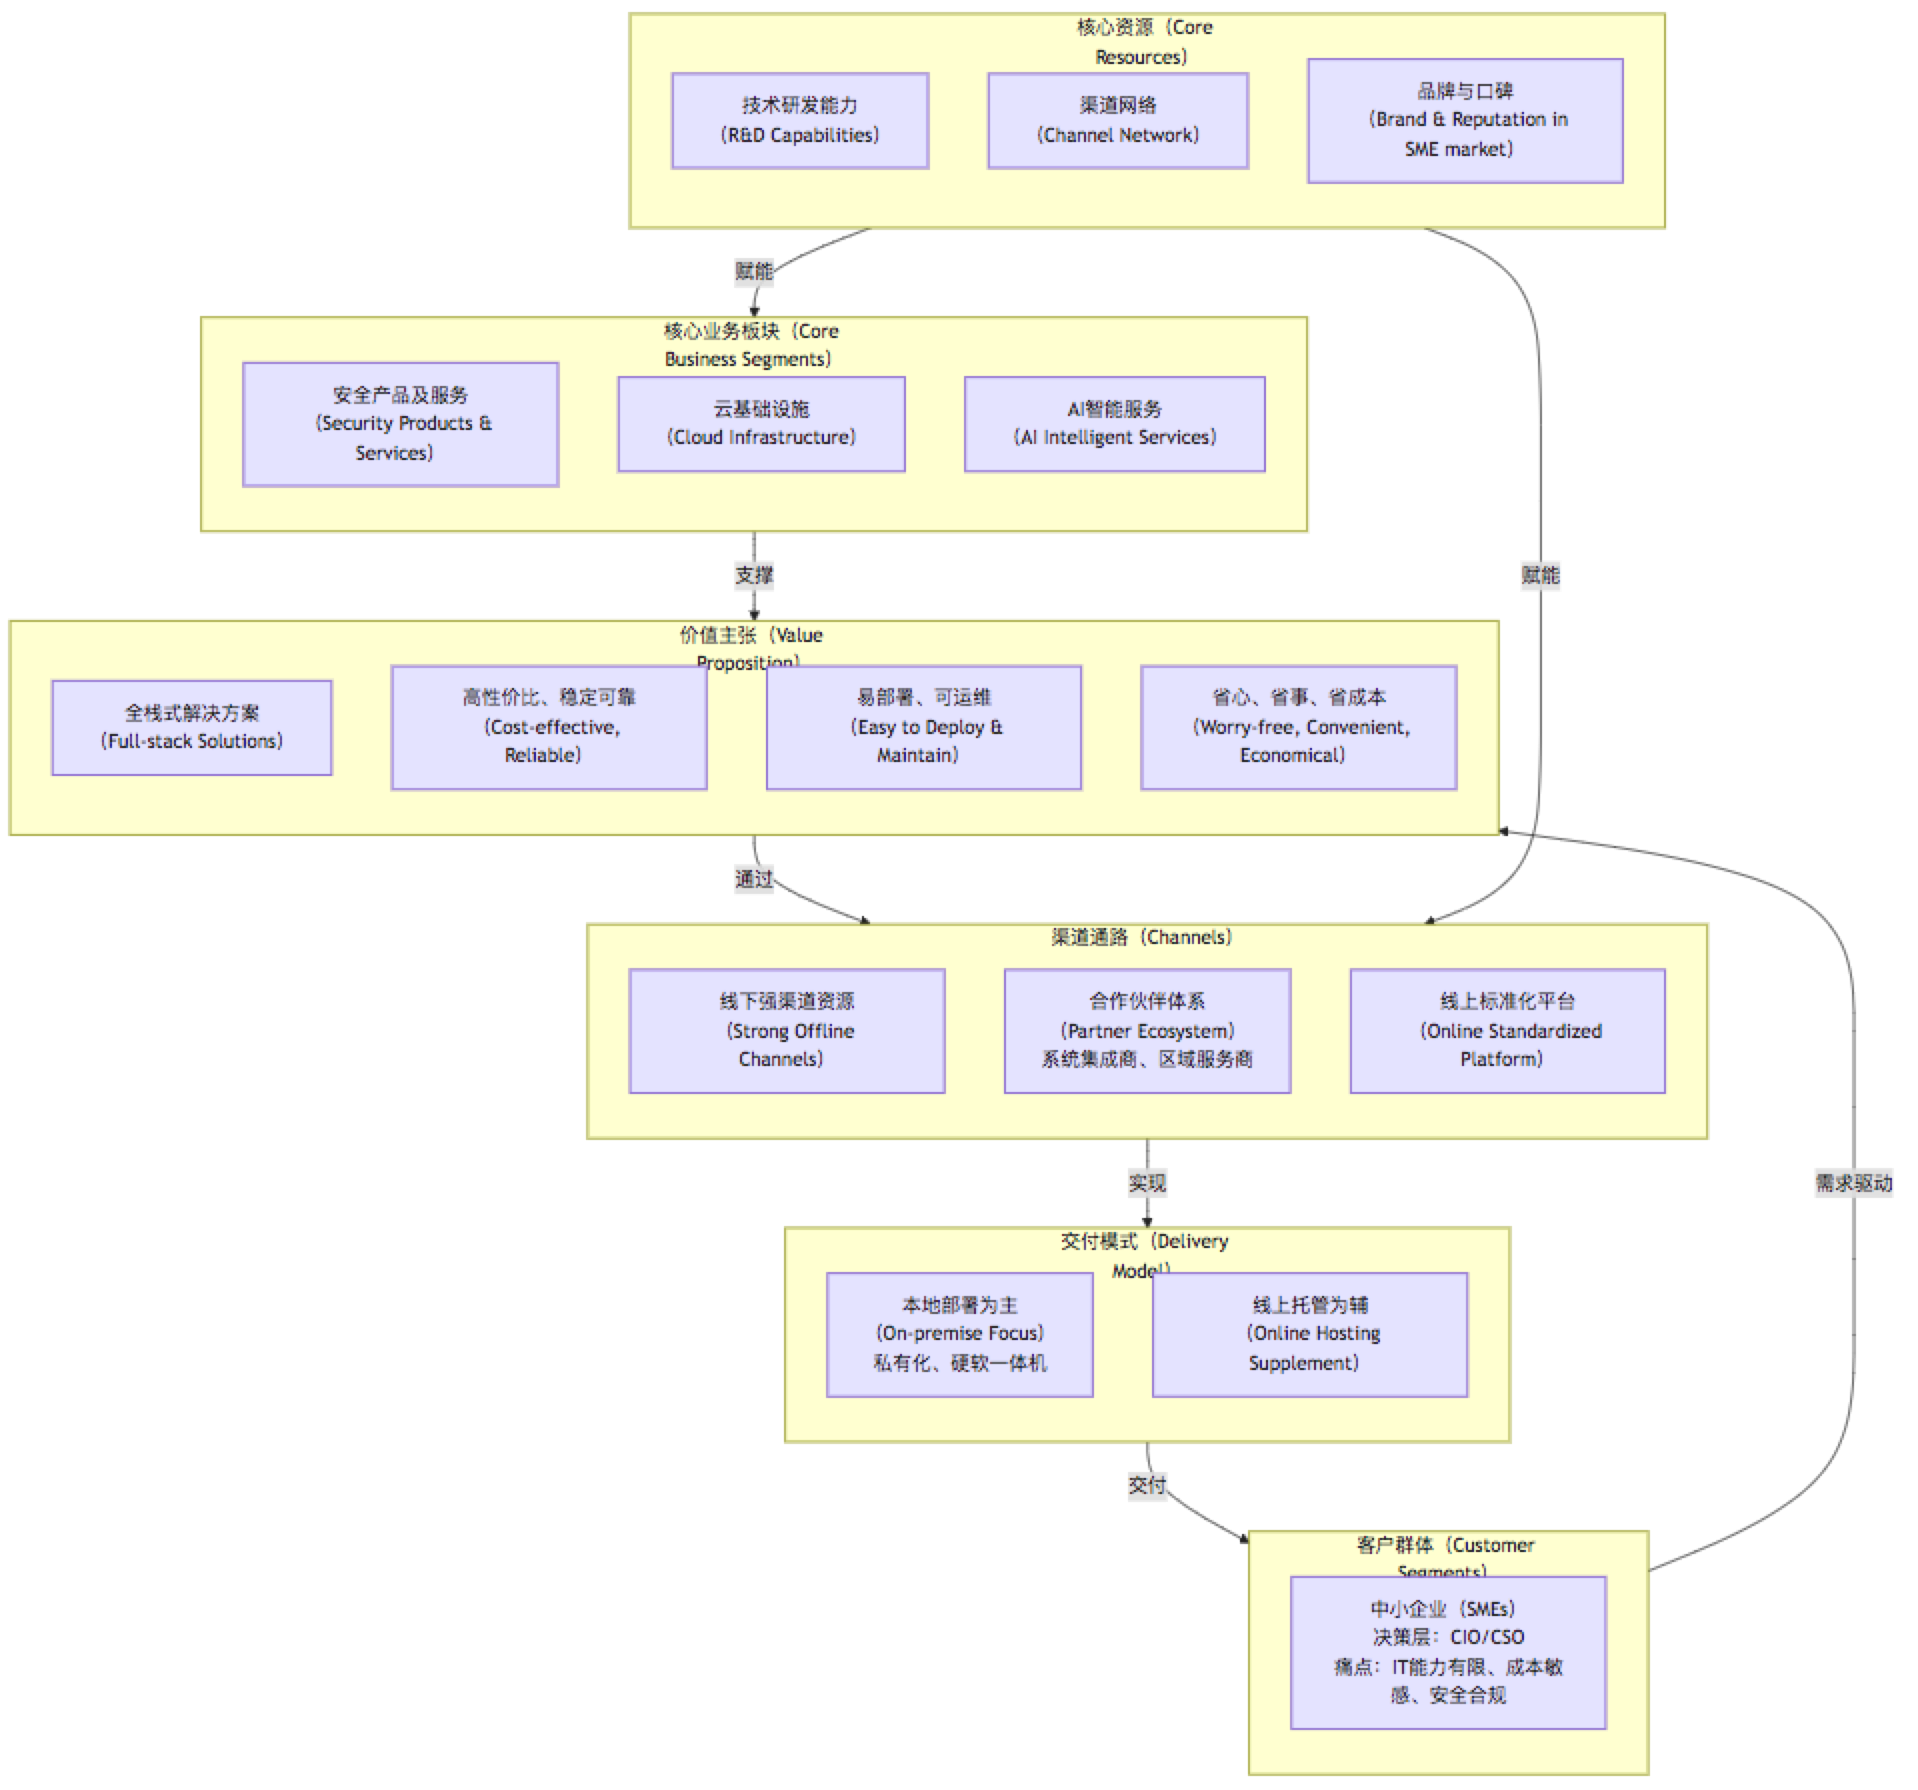 核心资源（Core
Resources）
技术研发能力
（R&D Capabilities）
渠道网络
（Channel Network）
品牌与口碑
（Brand & Reputation in
SME market）
赋能
核心业务板块（Core
Business Segments）
安全产品及服务
（Security Products &
Services）
云基础设施
（Cloud Infrastructure）
AI智能服务
（AI Intelligent Services）
支撑
赋能
价值主张（Value
Proposition）
全栈式解决方案
（Full-stack Solutions）
高性价比、稳定可靠
（Cost-effective,
Reliable）
易部署、可运维
（Easy to Deploy &
Maintain）
省心、省事、省成本
（Worry-free, Convenient,
Economical）
通过
渠道通路（Channels）
线下强渠道资源
（Strong Offline
Channels）
合作伙伴体系
（Partner Ecosystem）
系统集成商、区域服务商
线上标准化平台
（Online Standardized
Platform）
实现
需求驱动
交付模式（Delivery
Model）
本地部署为主
（On-premise Focus）
私有化、硬软一体机
线上托管为辅
（Online Hosting
Supplement）
交付
客户群体（Customer
Segments）
中小企业（SMEs）
决策层：CIO/CSO
痛点：IT能力有限、成本敏
感、安全合规